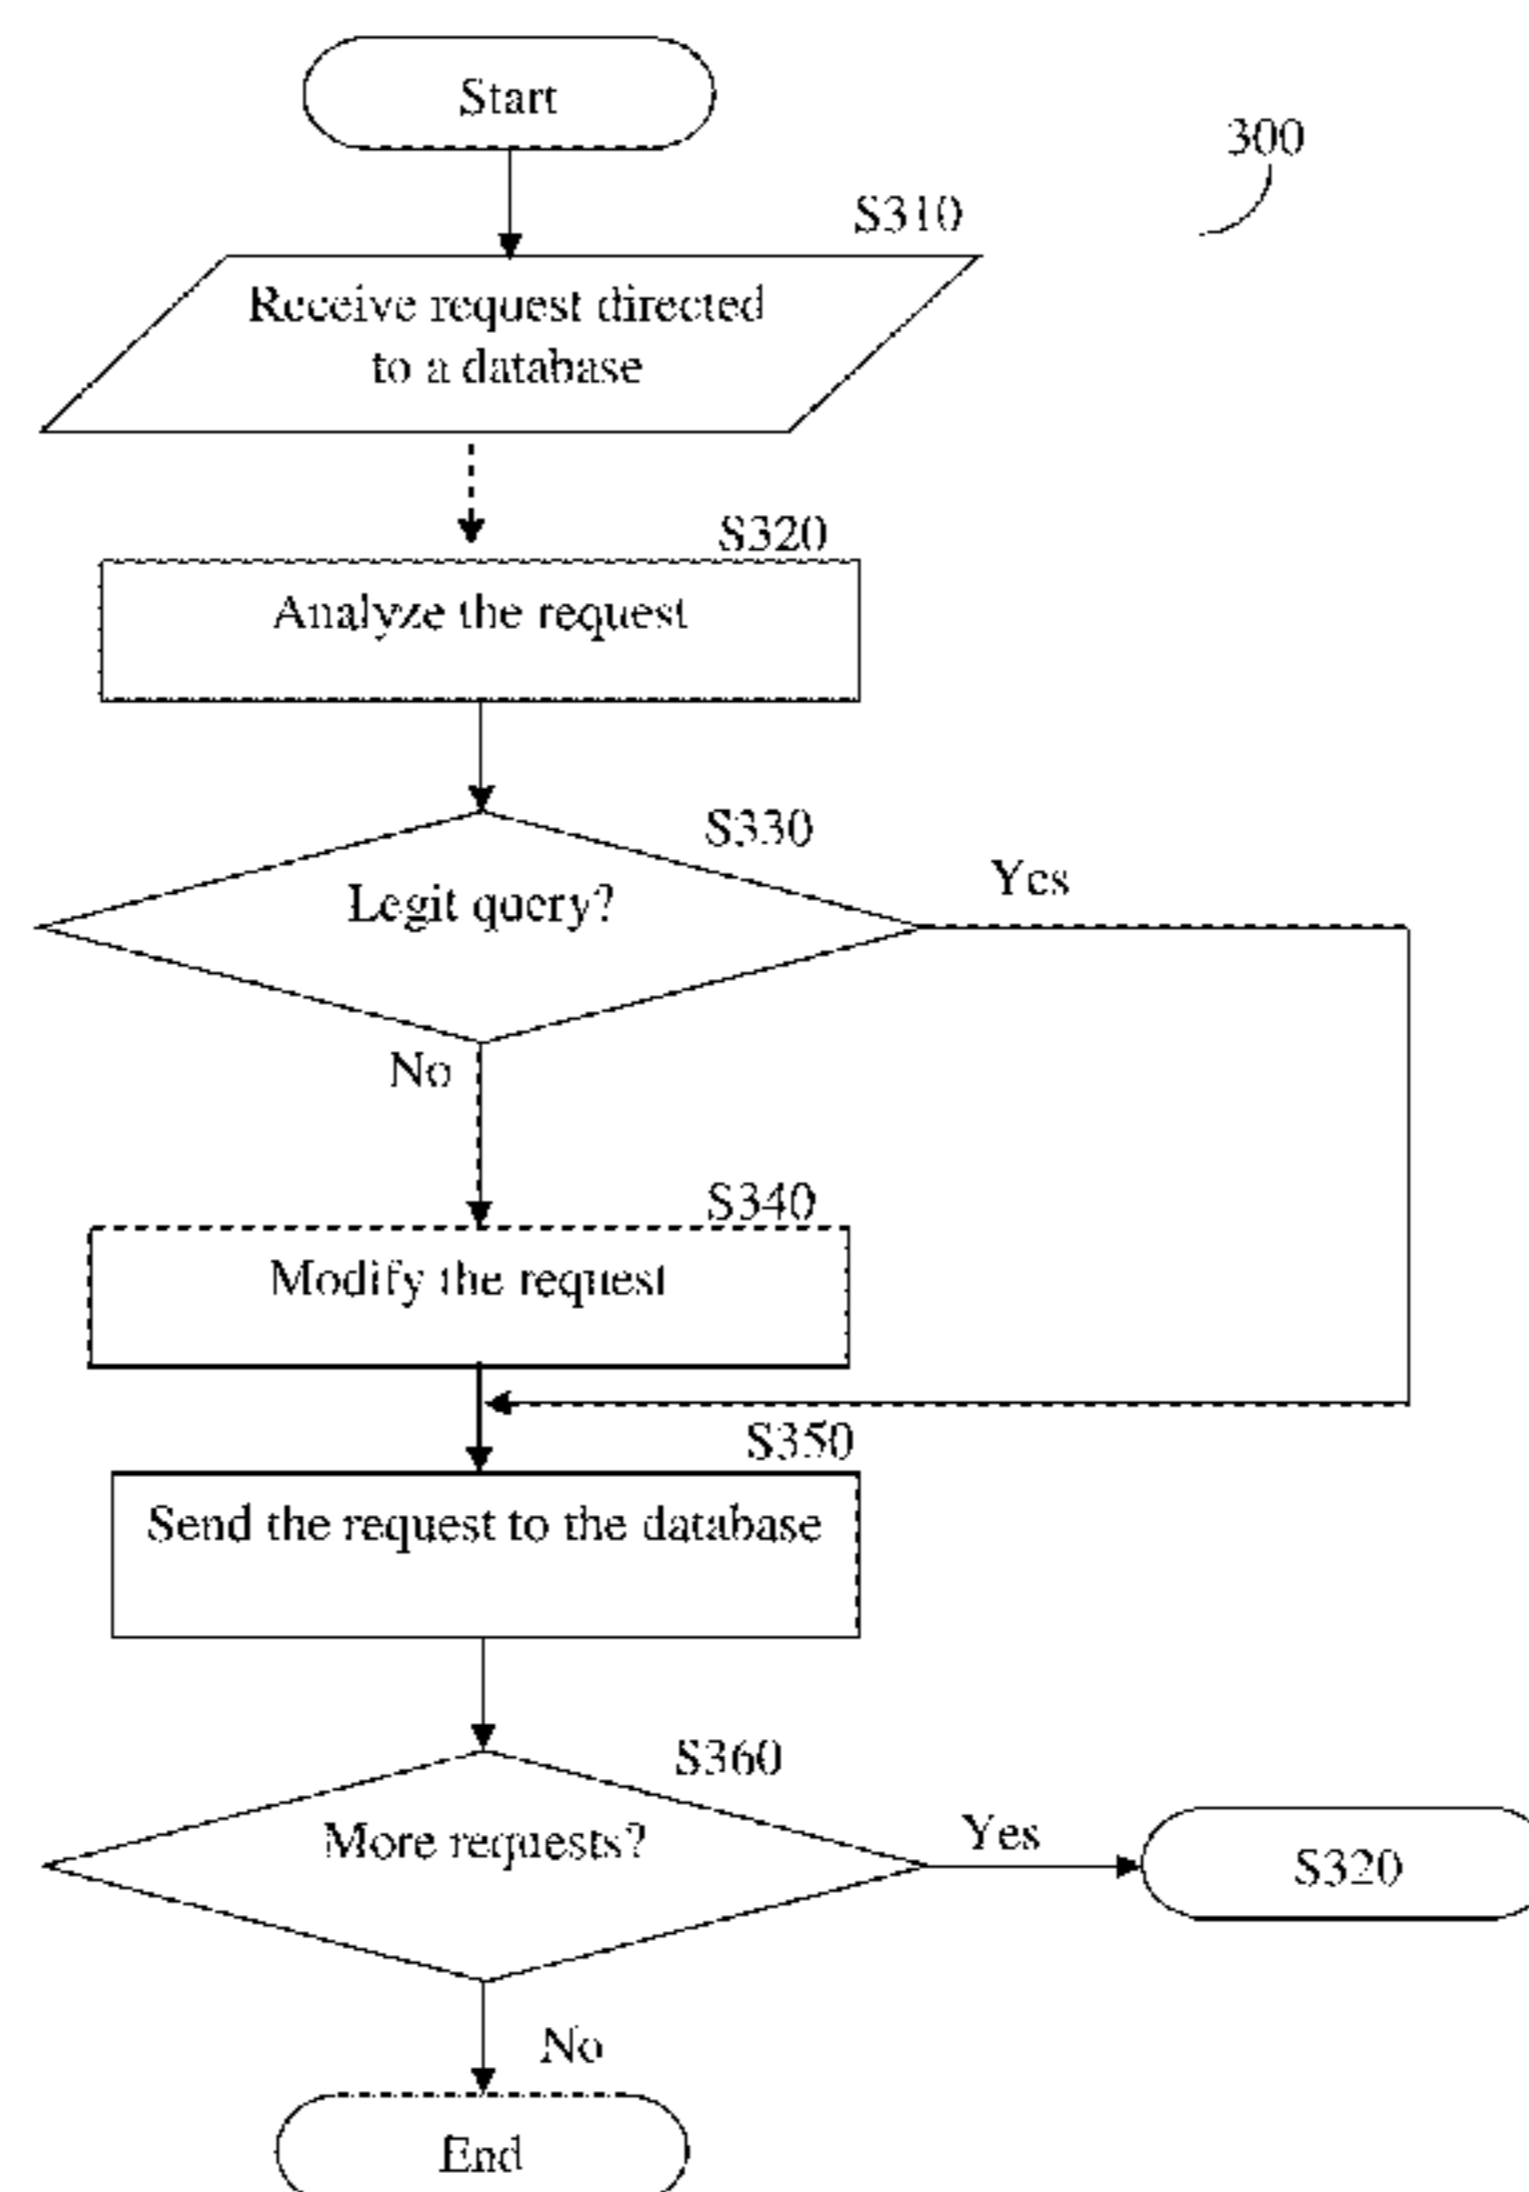 Start
300
S310
Receive request directed
to a database
S320
Analyze the request
S330
Legit query?
Yes
No
S340
Modify the request
S350
Send the request to the database
S360
More requests?
Yes
S320
No
End